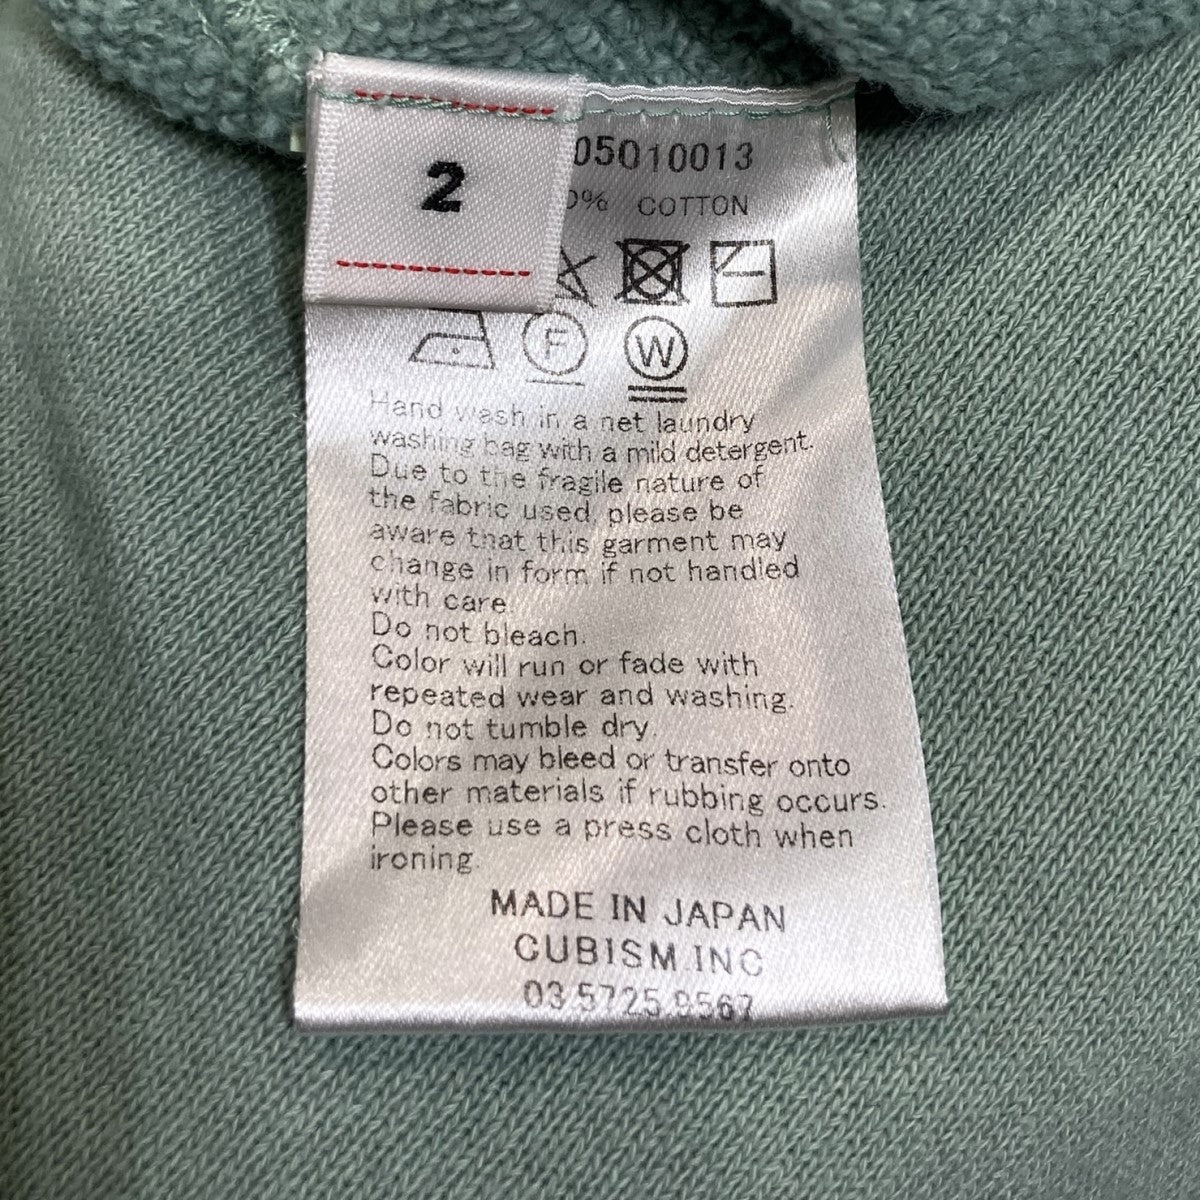 2
05010013
0% COTTON
F
W
Hand wash in a net laundry
washing bag with a mild detergent.
Due to the fragile nature of
the fabric used, please be
aware that this garment may
change in form if not handled
with care.
Do not bleach.
Color will run or fade with
repeated wear and washing.
Do not tumble dry.
Colors may bleed or transfer onto
other materials if rubbing occurs.
Please use a press cloth when
ironing.
MADE IN JAPAN
CUBISM.INC
03.5725.9567